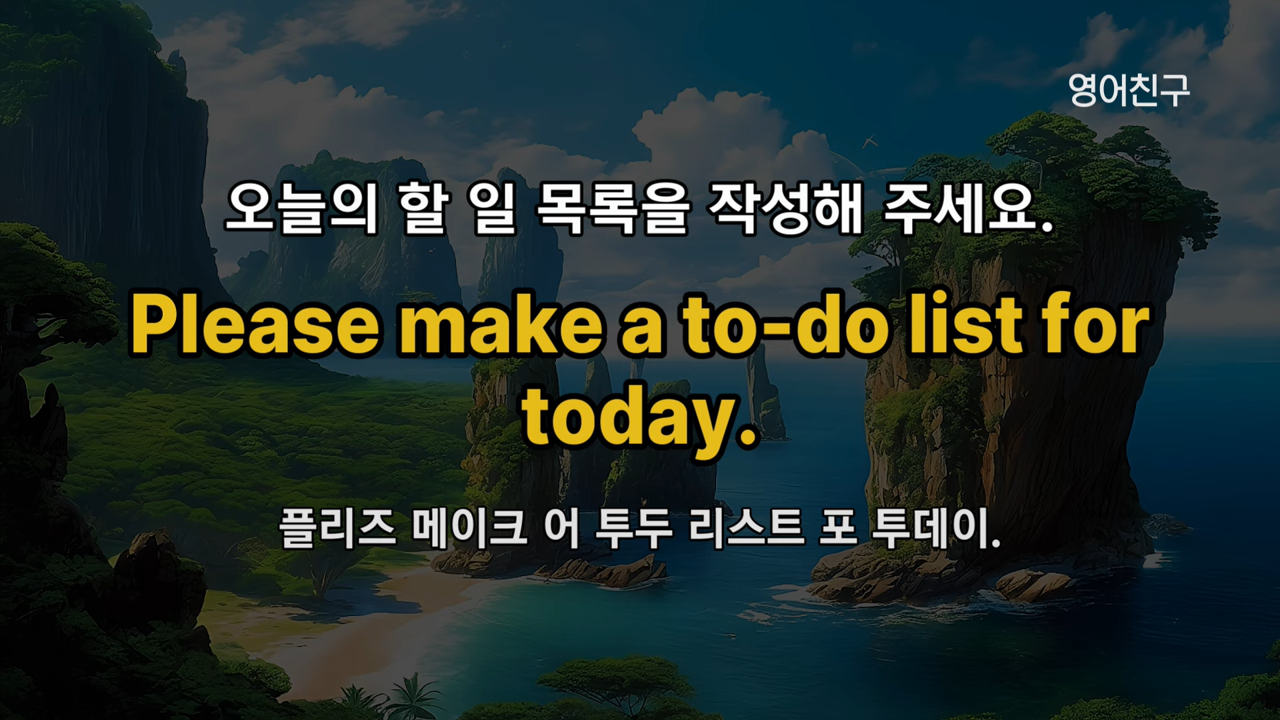 영어친구
오늘의 할 일 목록을 작성해 주세요.
Please make a to-do list for
today.
플리즈 메이크 어 투두 리스트 포 투데이.